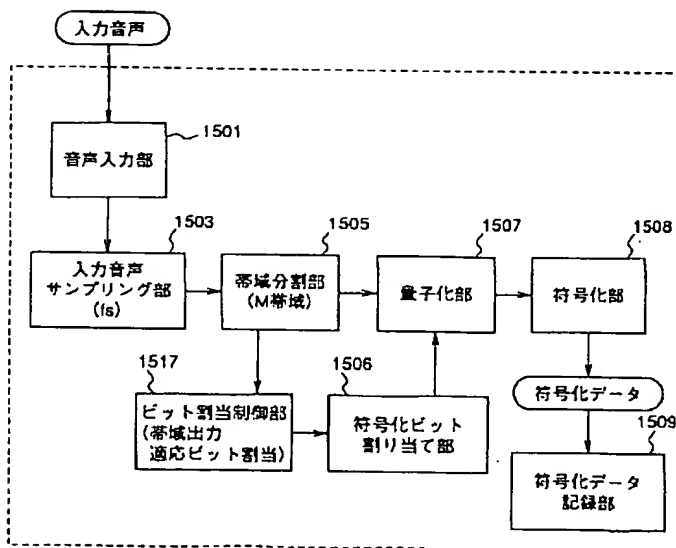 入力音声
1501
音声入力部
1503
入力音声
サンプリング部
(fs)
1505
帯域分割部
(M帯域)
1507
量子化部
1508
符号化部
1517
ビット割当制御部
(帯域出力
適応ビット割当)
1506
符号化ビット
割り当て部
符号化データ
1509
符号化データ
記録部